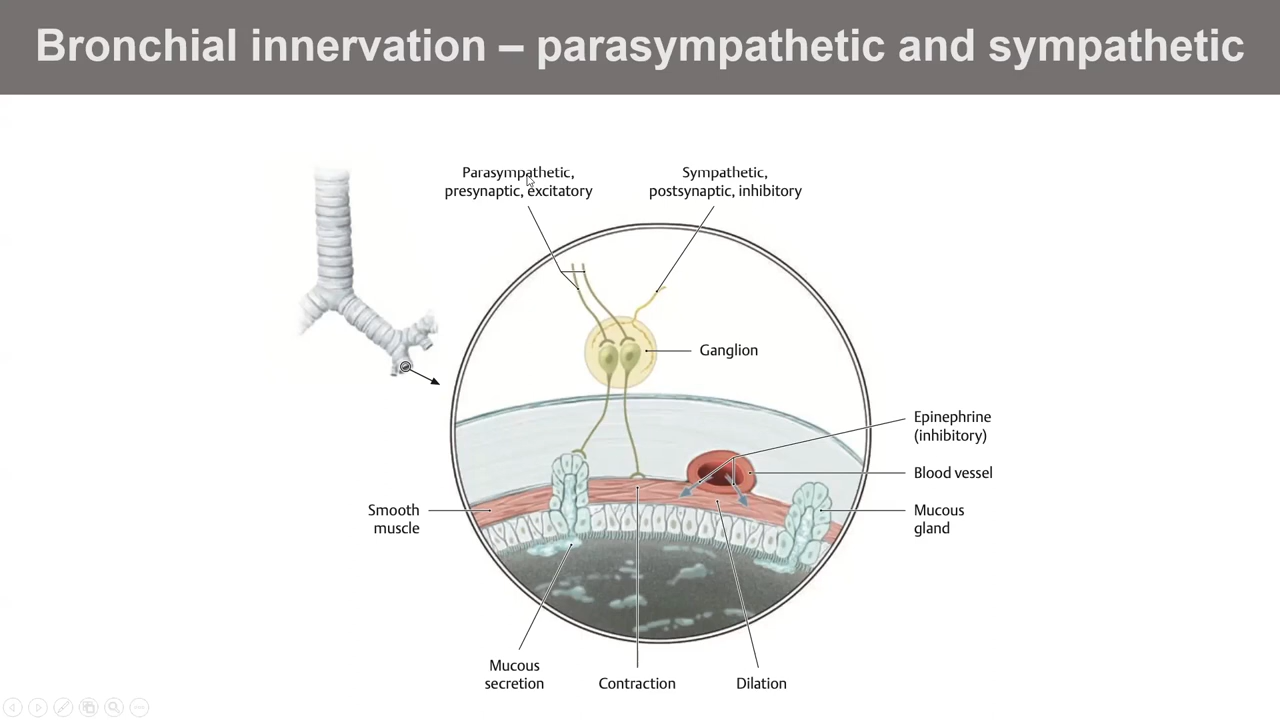 Bronchial innervation – parasympathetic and sympathetic
Parasympathetic,
presynaptic, excitatory
Sympathetic,
postsynaptic, inhibitory
Ganglion
Epinephrine
(inhibitory)
Blood vessel
Smooth
muscle
Mucous
gland
Mucous
secretion
Contraction
Dilation